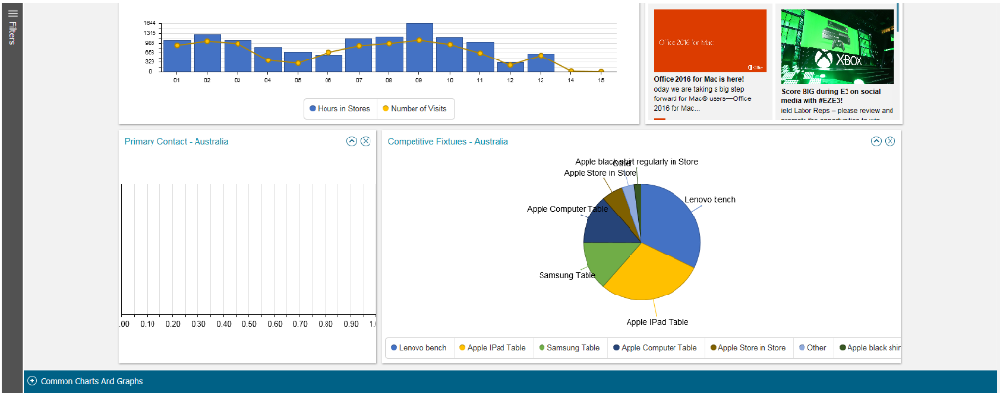 Filters
1644
1315
986
658
329
0
01 02 03 04 05 06 07 08 09 10 11 12 13 14 15
Hours in Stores Number of Visits
Office 2016 for Mac
Office
Office 2016 for Mac is here!
oday we are taking a big step
forward for Mac® users—Office
2016 for Mac...
XBOX
Score BIG during E3 on social
media with #EZE3!
ield Labor Reps – please review and
Primary Contact - Australia
.00 0.10 0.20 0.30 0.40 0.50 0.60 0.70 0.80 0.90 1.
Competitive Fixtures - Australia
Apple black shirt regularly in Store
Other
Apple Store in Store
Lenovo bench
Apple Computer Table
Samsung Table
Apple IPad Table
Lenovo bench Apple IPad Table Samsung Table Apple Computer Table Apple Store in Store Other Apple black shir
Common Charts And Graphs